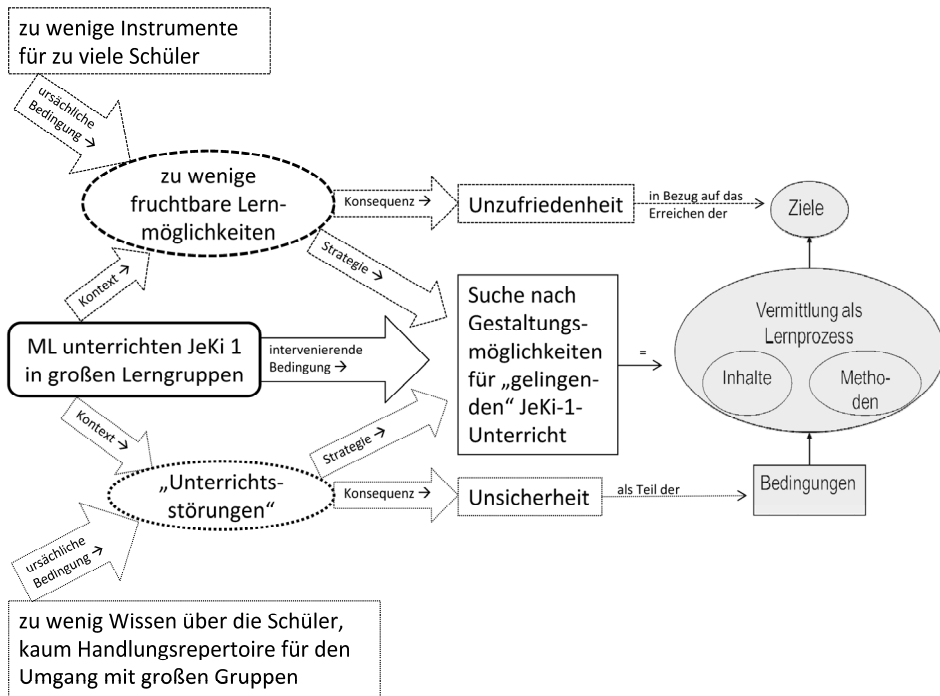 zu wenige Instrumente
für zu viele Schüler
ursächliche
Bedingung →
zu wenige
fruchtbare Lern-
möglichkeiten
Konsequenz →
Unzufriedenheit
in Bezug auf das
Erreichen der
Ziele
Kontext →
Strategie →
ML unterrichten JeKi 1
in großen Lerngruppen
intervenierende
Bedingung →
Suche nach
Gestaltungs-
möglichkeiten
für „gelingen-
den“ JeKi-1-
Unterricht
=
Vermittlung als
Lernprozess
Inhalte
Metho-
den
Kontext →
Strategie →
„Unterrichts-
störungen“
Konsequenz →
Unsicherheit
als Teil der
Bedingungen
ursächliche
Bedingung →
zu wenig Wissen über die Schüler,
kaum Handlungsrepertoire für den
Umgang mit großen Gruppen